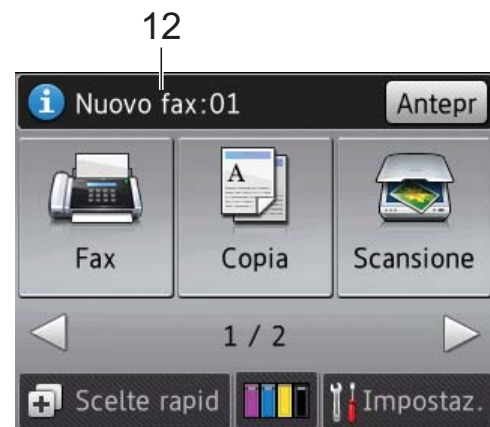 12
Nuovo fax:01 Antepr
Fax Copia Scansione
1 / 2
Scelte rapid Impostaz.